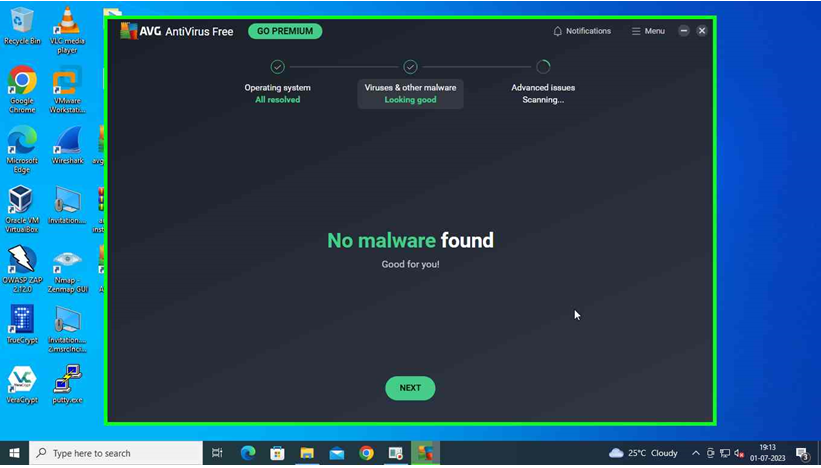 AVG AntiVirus Free
GO PREMIUM
Notifications
Menu
Operating system
All resolved
Viruses & other malware
Looking good
Advanced issues
Scanning...
No malware found
Good for you!
NEXT
Recycle Bin
VLC media
player
Google
Chrome
VMware
Workstati...
Microsoft
Edge
Wireshark
Oracle VM
VirtualBox
Invitation....
OWASP ZAP
2.12.0
Nmap -
Zenmap GUI
TrueCrypt
Invitation....
VeraCrypt
putty.exe
Type here to search
25°C Cloudy
19:13
01-07-2023
3